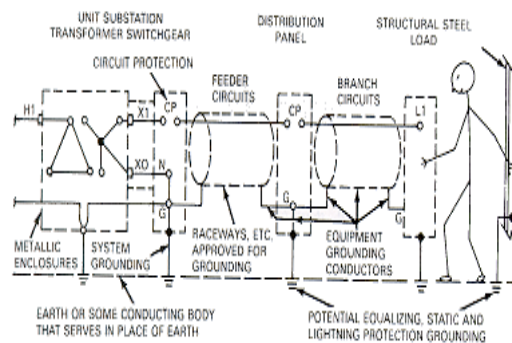 UNIT SUBSTATION
TRANSFORMER SWITCHGEAR
DISTRIBUTION
PANEL
STRUCTURAL STEEL
LOAD
CIRCUIT PROTECTION
FEEDER
CIRCUITS
BRANCH
CIRCUITS
H1
X1
CP
CP
L1
XO
N
G
G
G
METALLIC
ENCLOSURES
SYSTEM
GROUNDING
RACEWAYS, ETC.
APPROVED FOR
GROUNDING
EQUIPMENT
GROUNDING
CONDUCTORS
EARTH OR SOME CONDUCTING BODY
THAT SERVES IN PLACE OF EARTH
POTENTIAL EQUALIZING, STATIC AND
LIGHTNING PROTECTION GROUNDING